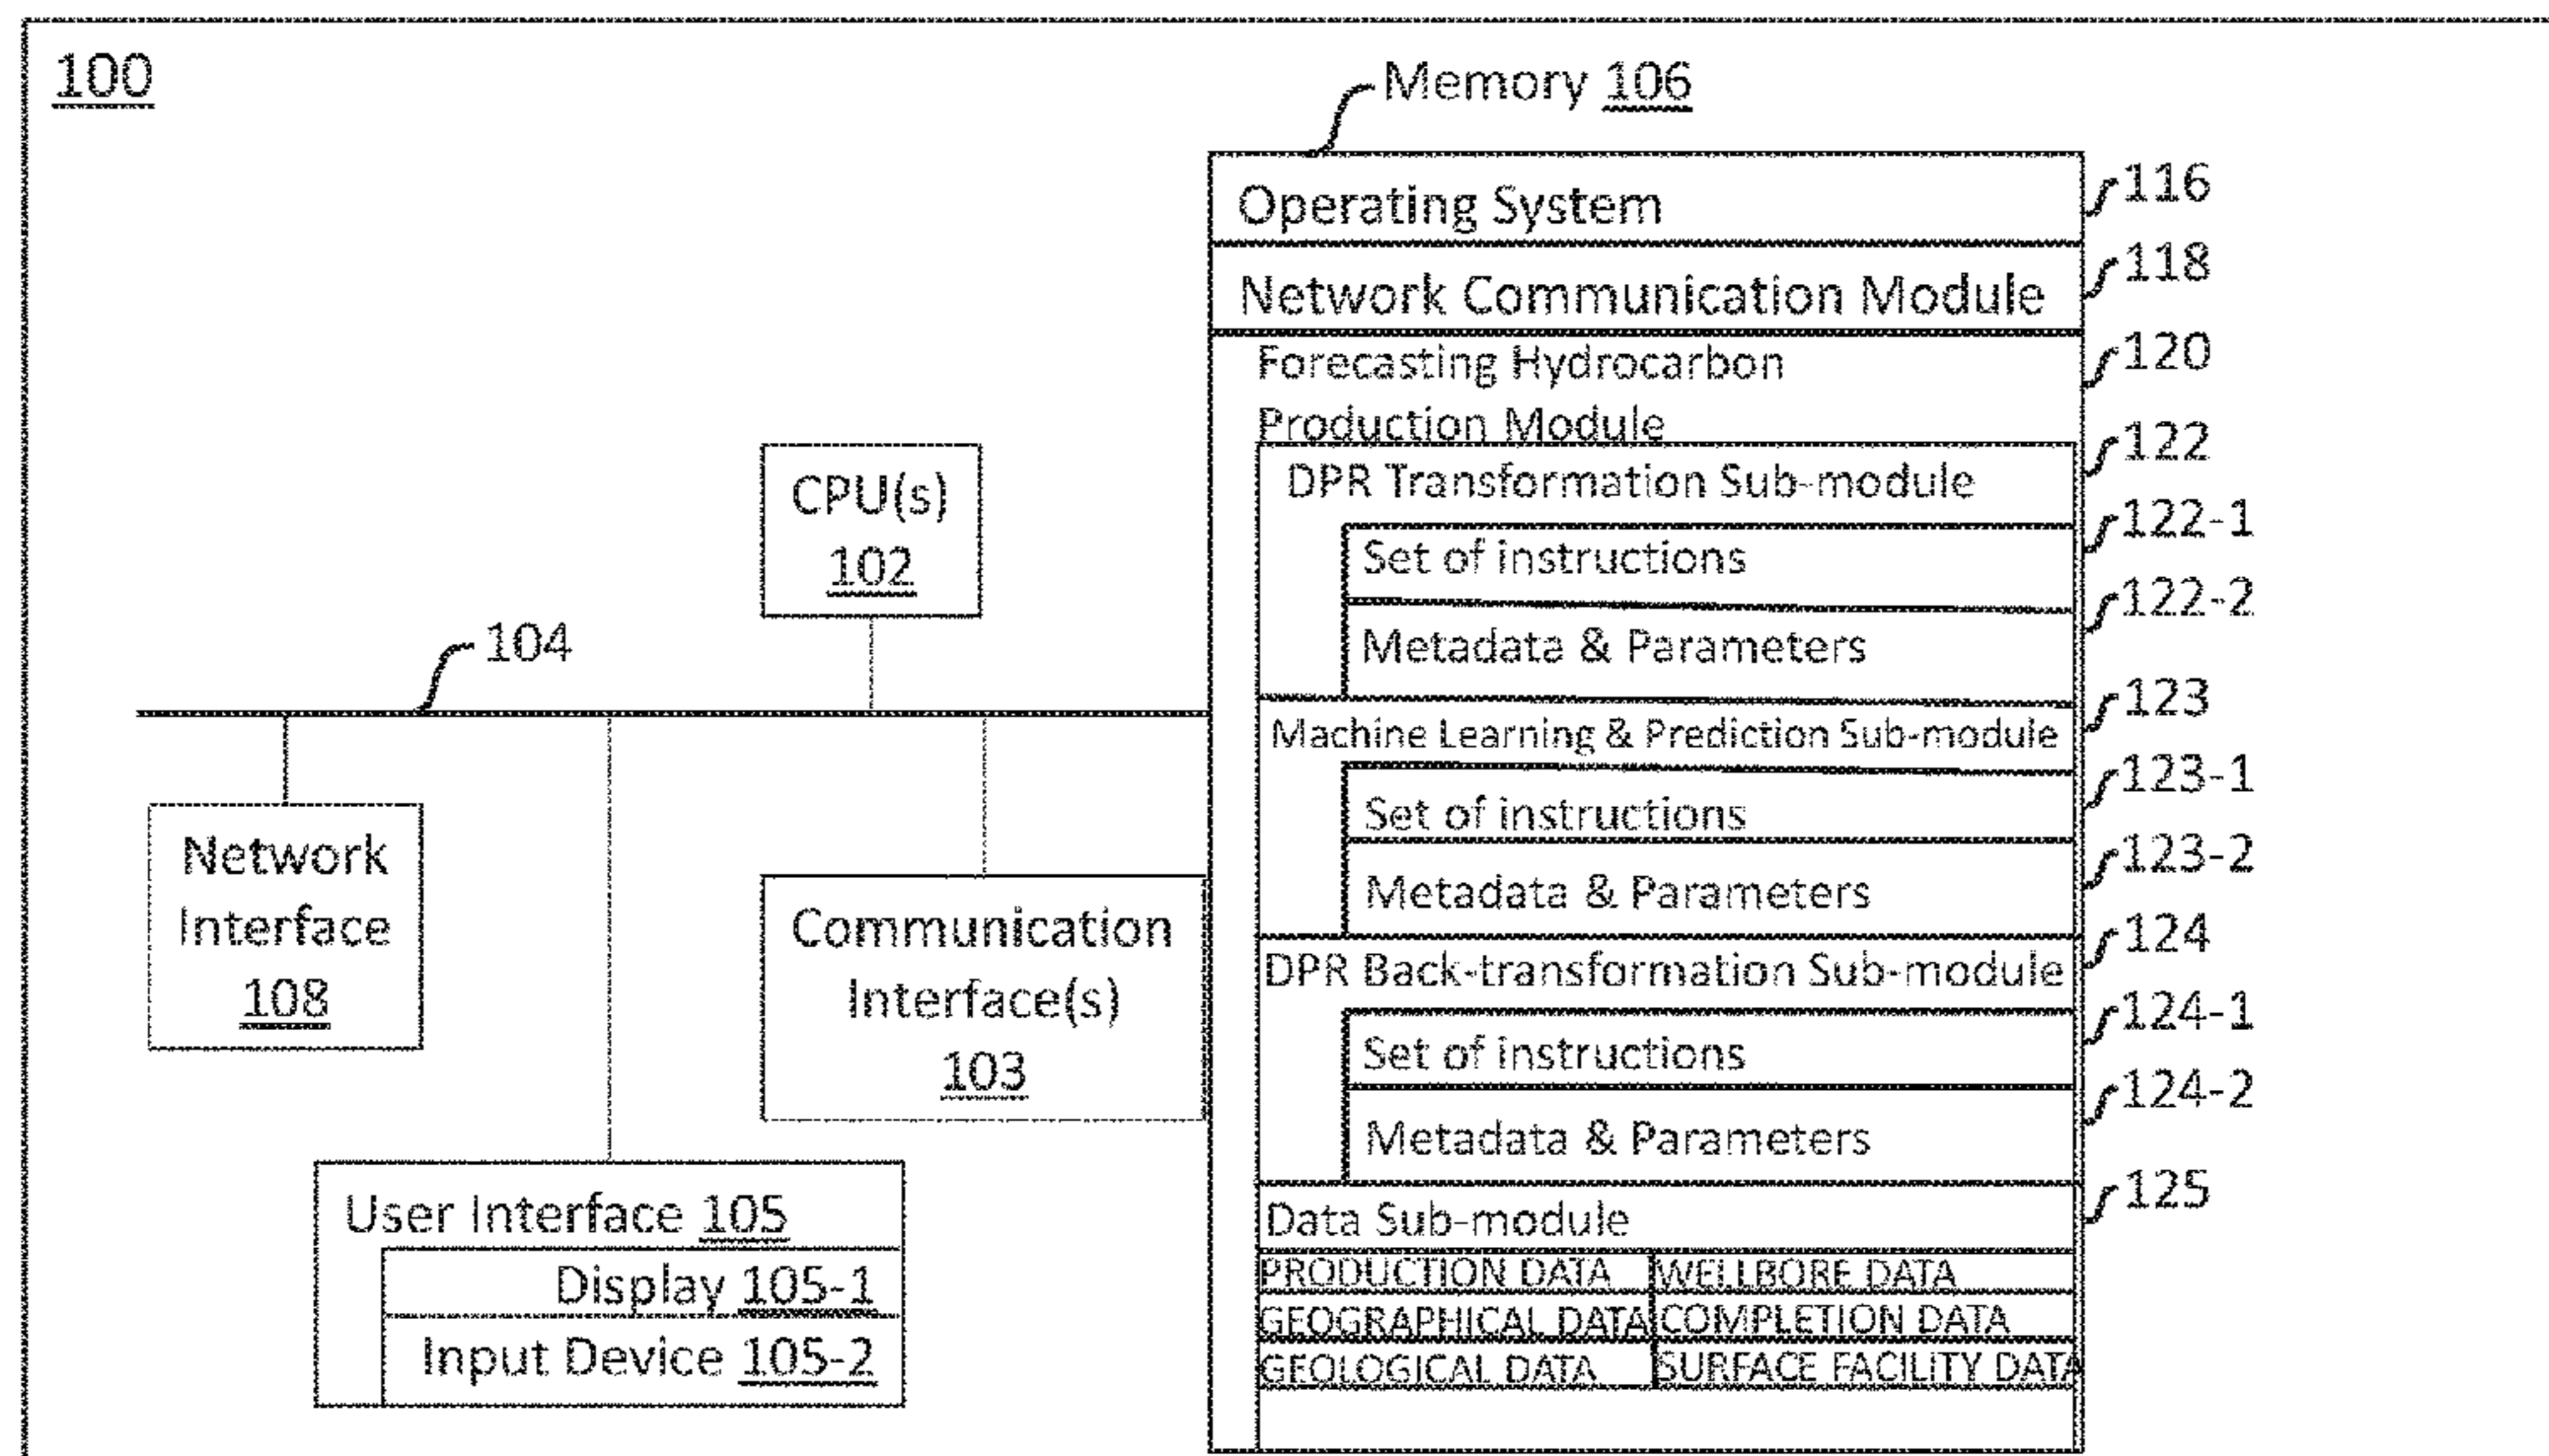 100
Memory 106
Operating System
116
Network Communication Module
118
Forecasting Hydrocarbon
Production Module
120
DPR Transformation Sub-module
122
Set of instructions
122-1
Metadata & Parameters
122-2
Machine Learning & Prediction Sub-module
123
Set of instructions
123-1
Metadata & Parameters
123-2
DPR Back-transformation Sub-module
124
Set of instructions
124-1
Metadata & Parameters
124-2
Data Sub-module
125
PRODUCTION DATA WELLBORE DATA
GEOGRAPHICAL DATA COMPLETION DATA
GEOLOGICAL DATA SURFACE FACILITY DATA
CPU(s)
102
104
Network
Interface
108
Communication
Interface(s)
103
User Interface 105
Display 105-1
Input Device 105-2